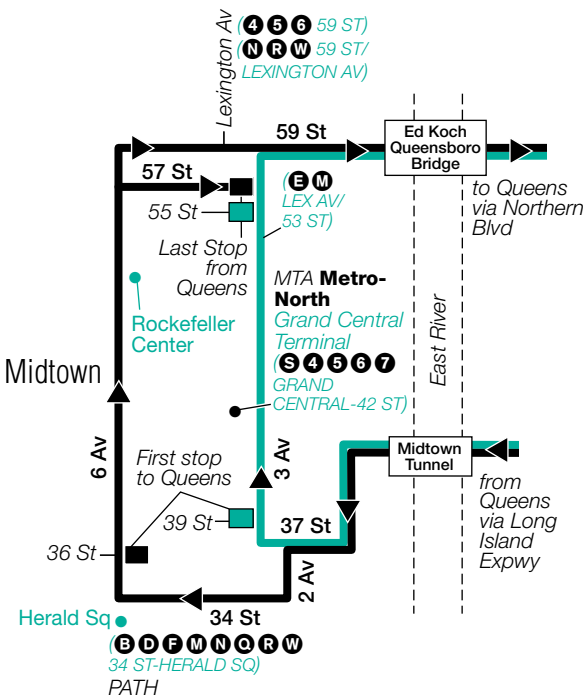 Lexington Av
(4 5 6 59 ST)
(N R W 59 ST/
LEXINGTON AV)
59 St
Ed Koch
Queensboro
Bridge
57 St
(E M
LEX AV/
53 ST)
to Queens
via Northern
Blvd
55 St
Last Stop
from
Queens
MTA Metro-
North
Grand Central
Terminal
(S 4 5 6 7
GRAND
CENTRAL-42 ST)
East River
Rockefeller
Center
Midtown
6 Av
3 Av
First stop
to Queens
Midtown
Tunnel
39 St
37 St
from
Queens
via Long
Island
Expwy
36 St
2 Av
34 St
Herald Sq
(B D F M N Q R W
34 ST-HERALD SQ)
PATH